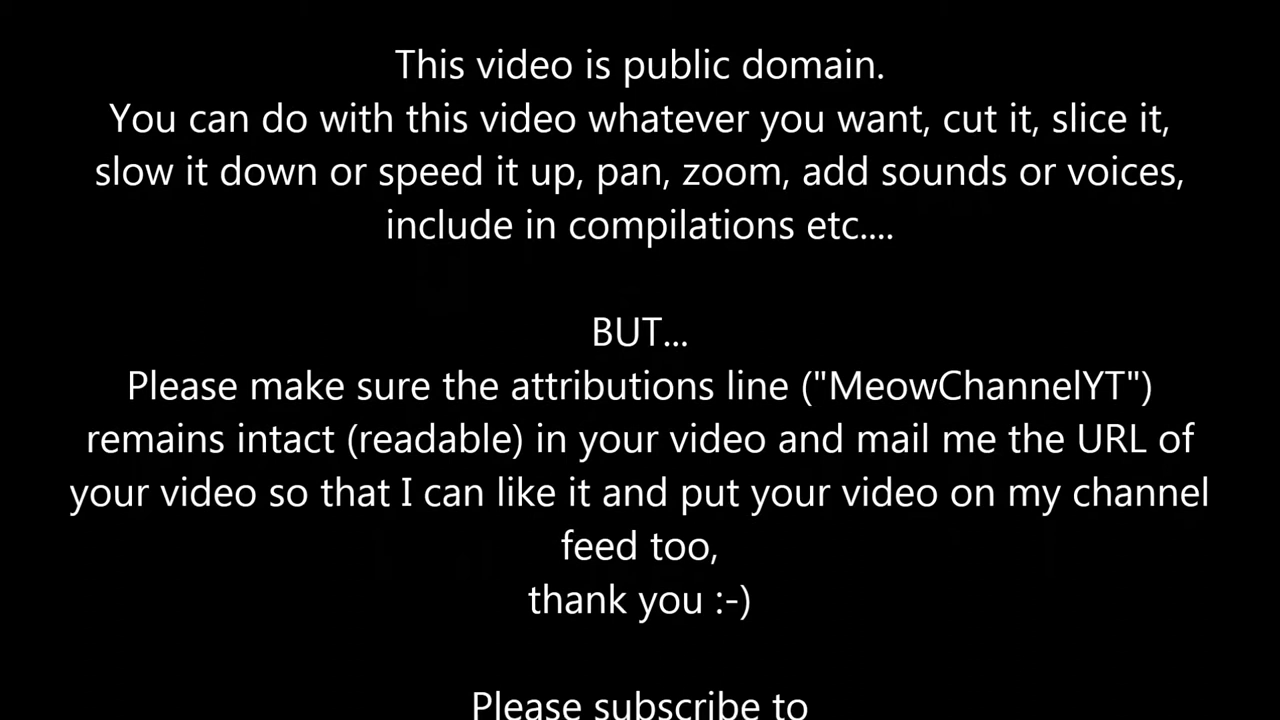 This video is public domain.
You can do with this video whatever you want, cut it, slice it,
slow it down or speed it up, pan, zoom, add sounds or voices,
include in compilations etc....
BUT...
Please make sure the attributions line ("MeowChannelYT")
remains intact (readable) in your video and mail me the URL of
your video so that I can like it and put your video on my channel
feed too,
thank you :-)
Please subscribe to